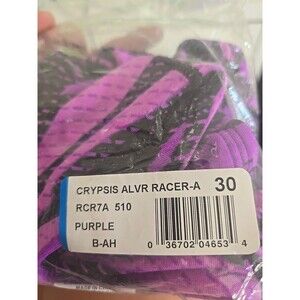 CRYPSIS ALVR RACER-A 30
RCR7A 510
PURPLE
B-AH
0 36702 04653 4